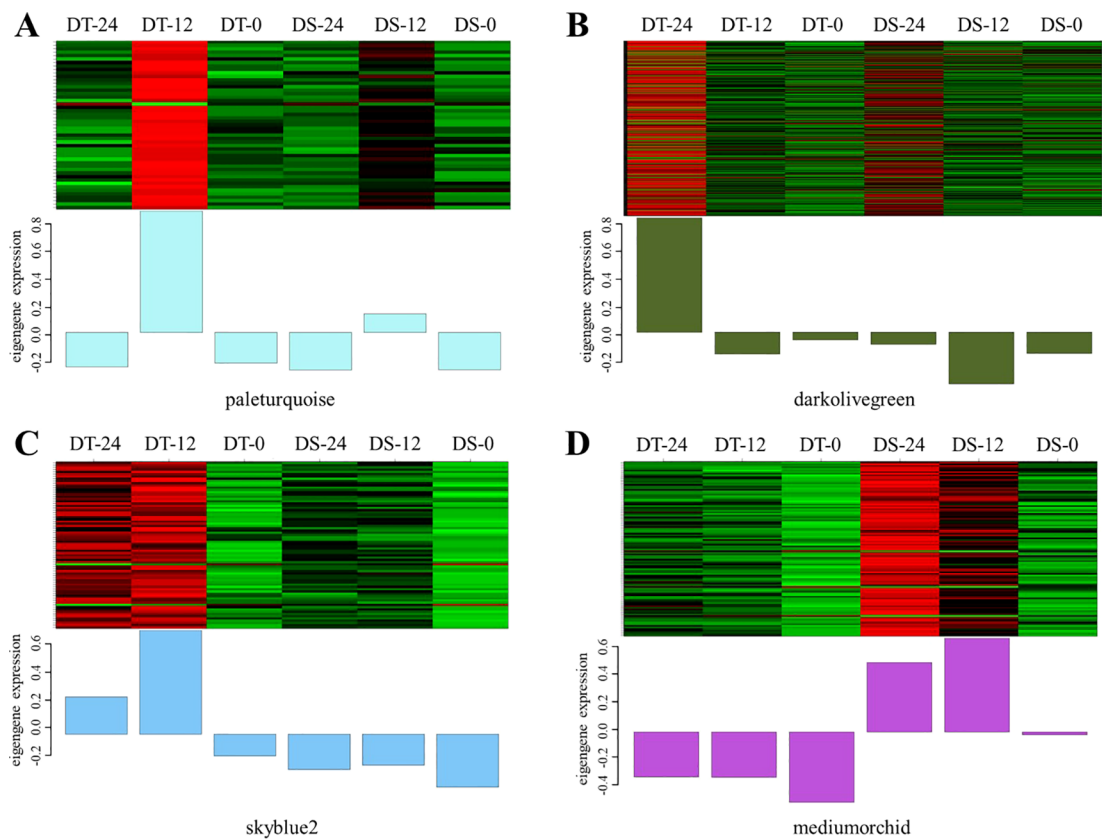 A
DT-24 DT-12 DT-0 DS-24 DS-12 DS-0
eigengene expression
-0.2 0.0 0.2 0.4 0.6 0.8
paleturquoise
B
DT-24 DT-12 DT-0 DS-24 DS-12 DS-0
eigengene expression
-0.2 0.0 0.2 0.4 0.6 0.8
darkolivegreen
C
DT-24 DT-12 DT-0 DS-24 DS-12 DS-0
eigengene expression
-0.2 0.0 0.2 0.4 0.6
skyblue2
D
DT-24 DT-12 DT-0 DS-24 DS-12 DS-0
eigengene expression
-0.4 -0.2 0.0 0.2 0.4 0.6
mediumorchid